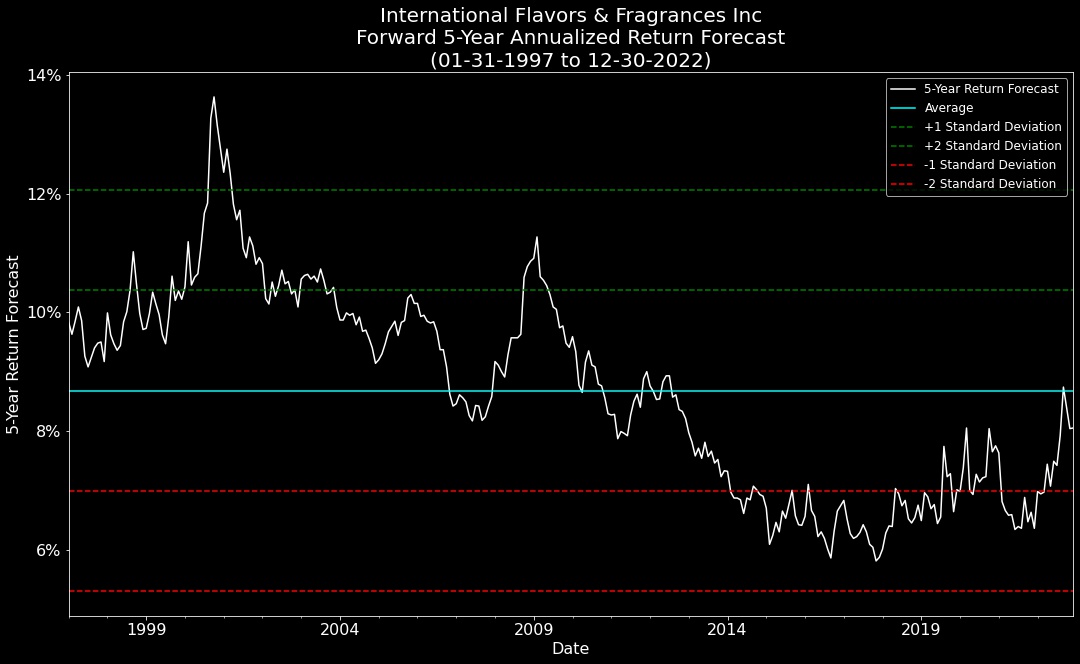 International Flavors & Fragrances Inc
Forward 5-Year Annualized Return Forecast
(01-31-1997 to 12-30-2022)
14%
12%
10%
8%
6%
5-Year Return Forecast
5-Year Return Forecast
Average
+1 Standard Deviation
+2 Standard Deviation
-1 Standard Deviation
-2 Standard Deviation
1999 2004 2009 2014 2019
Date